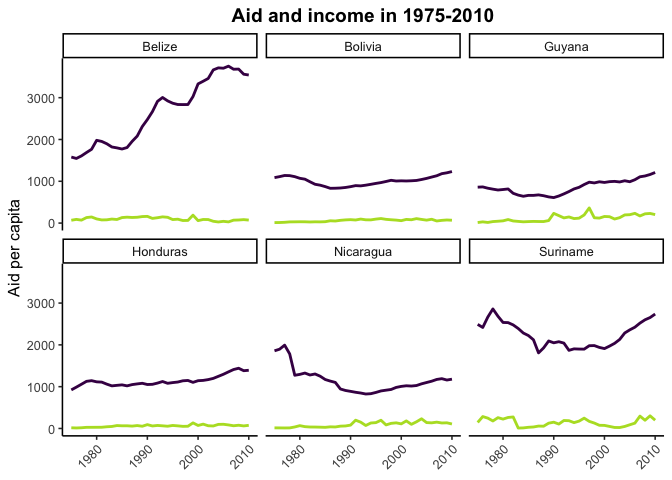 Aid and income in 1975-2010
Belize Bolivia Guyana
3000
2000
1000
0
Aid per capita
Honduras Nicaragua Suriname
3000
2000
1000
0
1980 1990 2000 2010 1980 1990 2000 2010 1980 1990 2000 2010